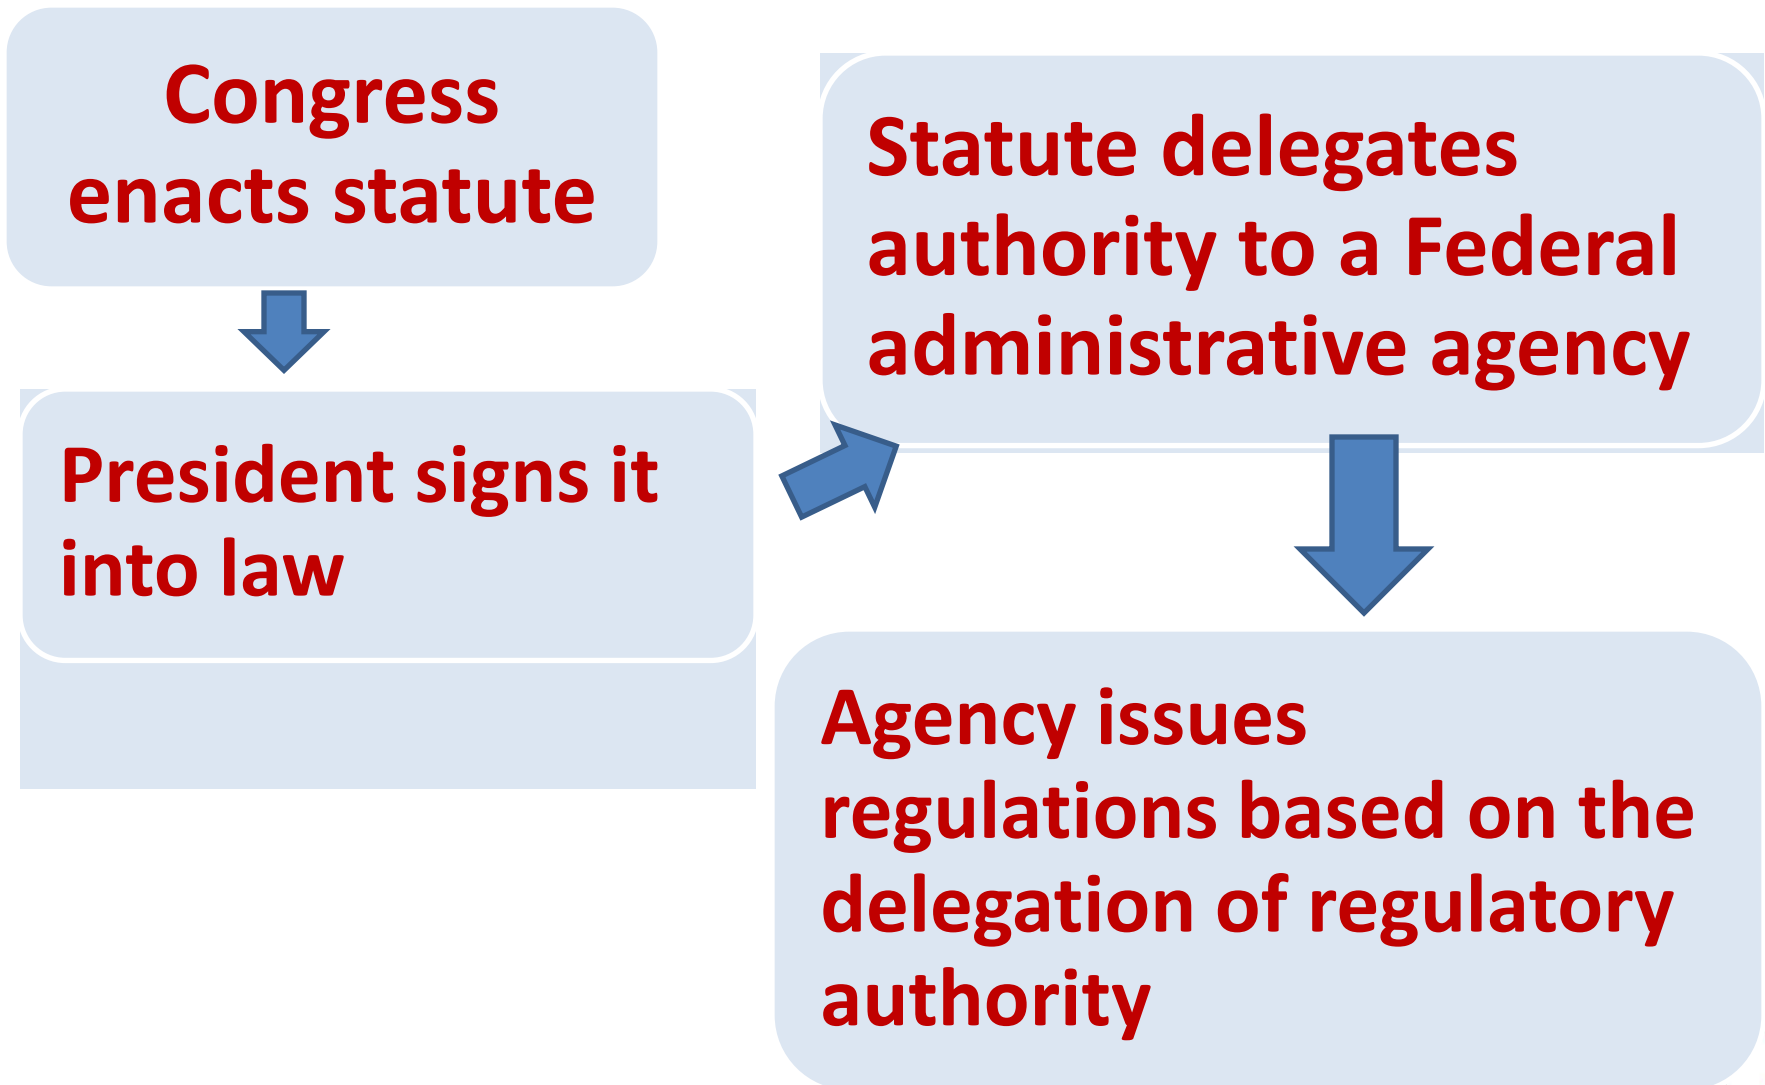 Congress
enacts statute
President signs it
into law
Statute delegates
authority to a Federal
administrative agency
Agency issues
regulations based on the
delegation of regulatory
authority